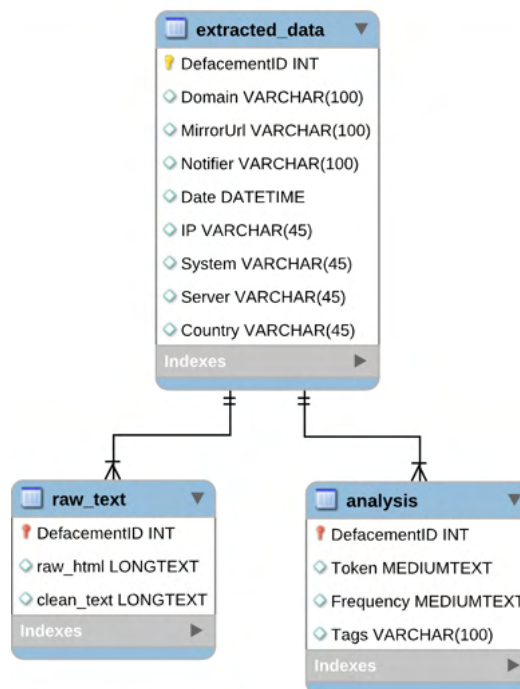 extracted_data
DefacementID INT
Domain VARCHAR(100)
MirrorUrl VARCHAR(100)
Notifier VARCHAR(100)
Date DATETIME
IP VARCHAR(45)
System VARCHAR(45)
Server VARCHAR(45)
Country VARCHAR(45)
Indexes
raw_text
DefacementID INT
raw_html LONGTEXT
clean_text LONGTEXT
Indexes
analysis
DefacementID INT
Token MEDIUMTEXT
Frequency MEDIUMTEXT
Tags VARCHAR(100)
Indexes